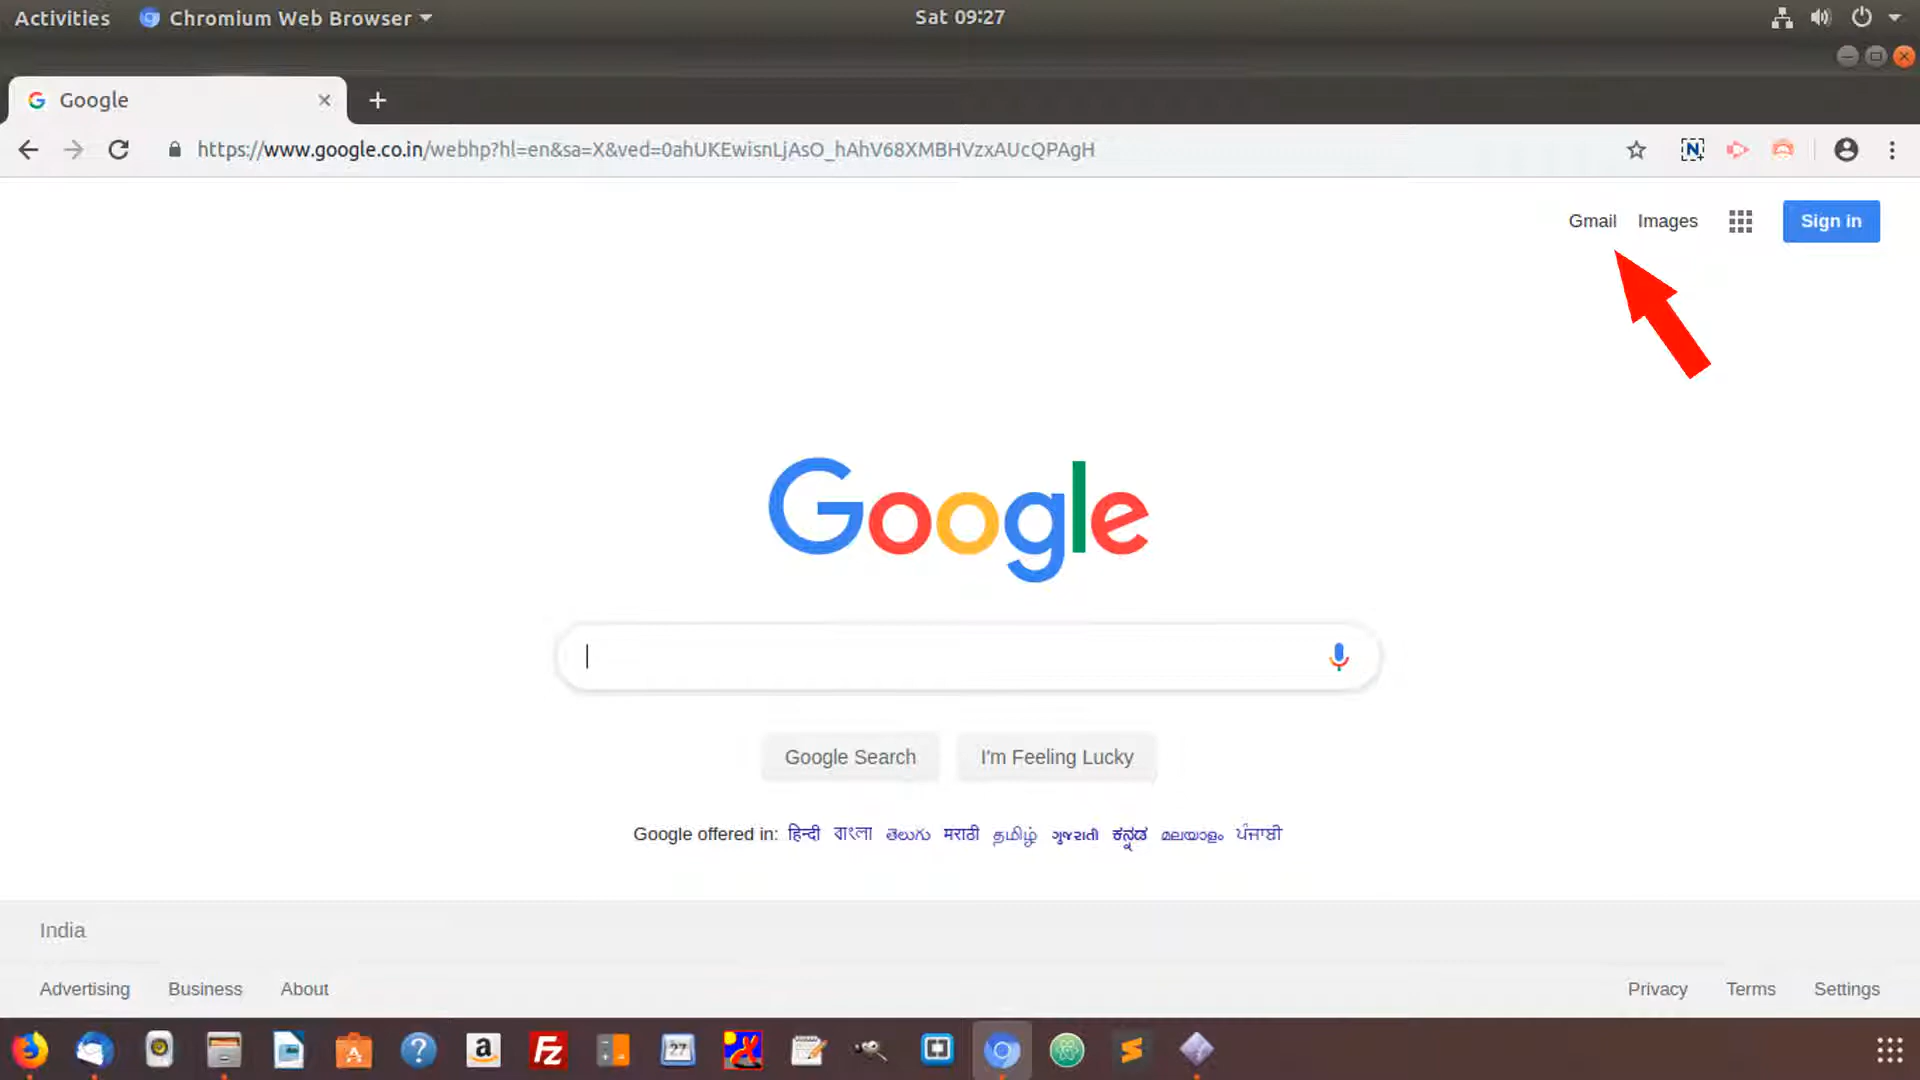 Activities Chromium Web Browser Sat 09:27
Google
https://www.google.co.in/webhp?hl=en&sa=X&ved=0ahUKEwisnLjAsO_hAhV68XMBHVzxAUcQPAgH
Gmail Images Sign in
Google
Google Search I'm Feeling Lucky
Google offered in: हिन्दी বাংলা తెలుగు मराठी தமிழ் ગુજરાતી ಕನ್ನಡ മലയാളം ਪੰਜਾਬੀ
India
Advertising Business About Privacy Terms Settings